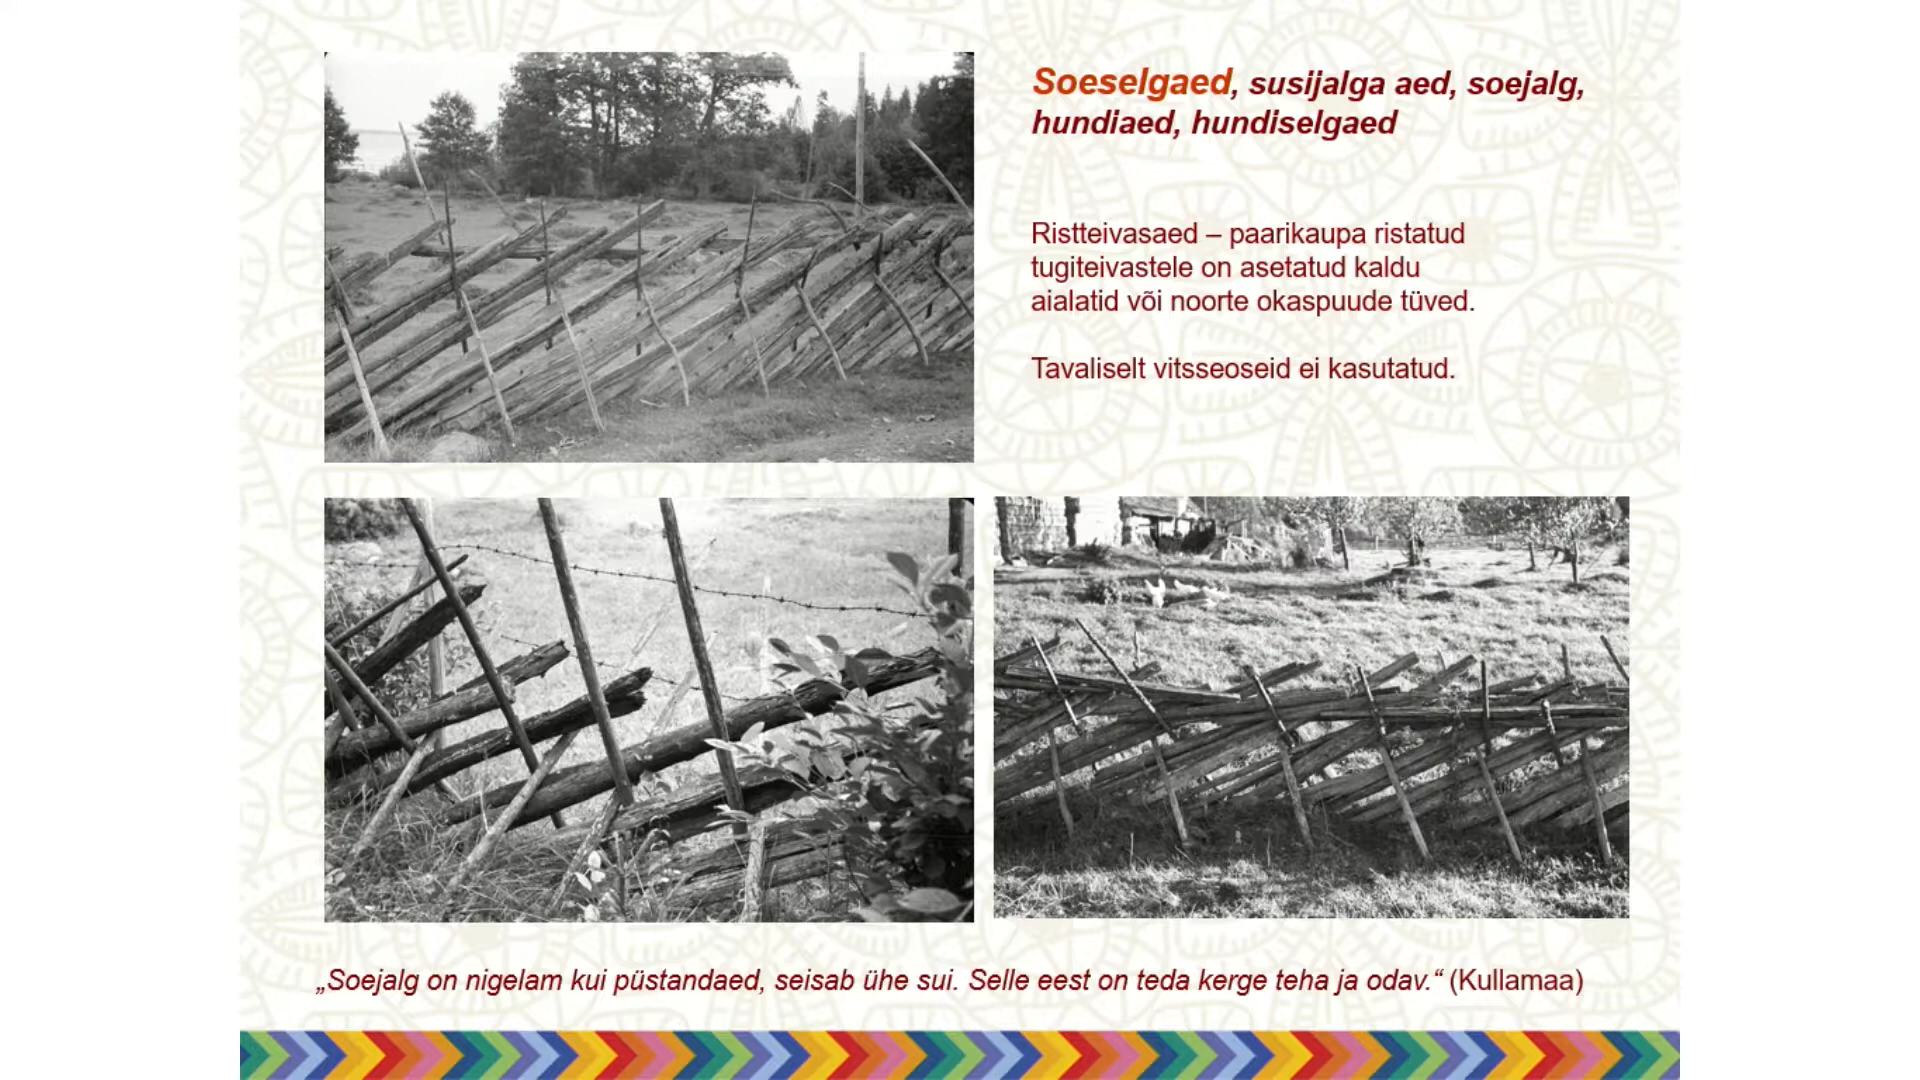 Soeselgaed, susijalga aed, soejalg,
hundiaed, hundiselgaed
Ristteivasaed – paarikaupa ristatud
tugiteivastele on asetatud kaldu
aialatid või noorte okaspuude tüved.
Tavaliselt vitsseoseid ei kasutatud.
„Soejalg on nigelam kui püstandaed, seisab ühe sui. Selle eest on teda kerge teha ja odav.“ (Kullamaa)